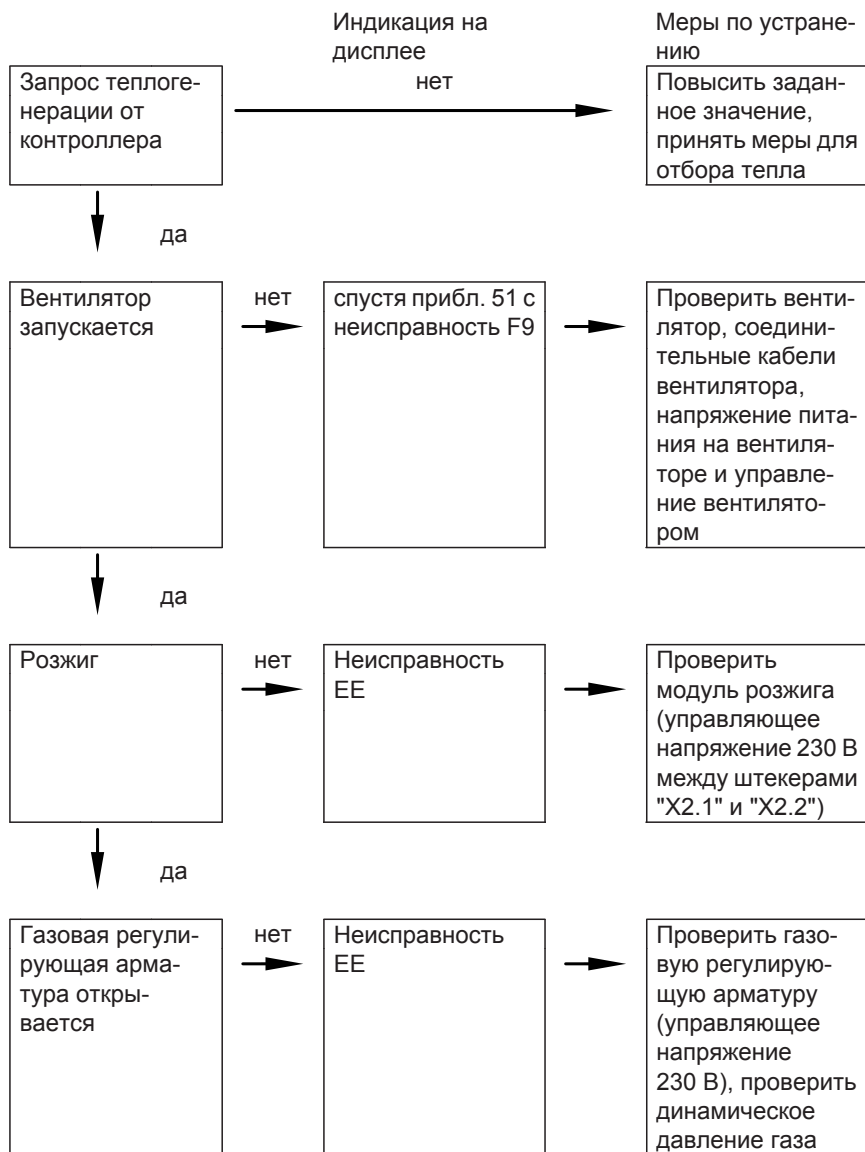 Индикация на
дисплее
Меры по устране-
нию
Запрос теплоге-
нерации от
контроллера
нет
Повысить задан-
ное значение,
принять меры для
отбора тепла
да
Вентилятор
запускается
нет
спустя прибл. 51 с
неисправность F9
Проверить венти-
лятор, соедини-
тельные кабели
вентилятора,
напряжение пита-
ния на вентиля-
торе и управле-
ние вентилято-
ром
да
Розжиг
нет
Неисправность
EE
Проверить
модуль розжига
(управляющее
напряжение 230 В
между штекерами
"X2.1" и "X2.2")
да
Газовая регули-
рующая арма-
тура откры-
вается
нет
Неисправность
EE
Проверить газо-
вую регулирую-
щую арматуру
(управляющее
напряжение
230 В), проверить
динамическое
давление газа